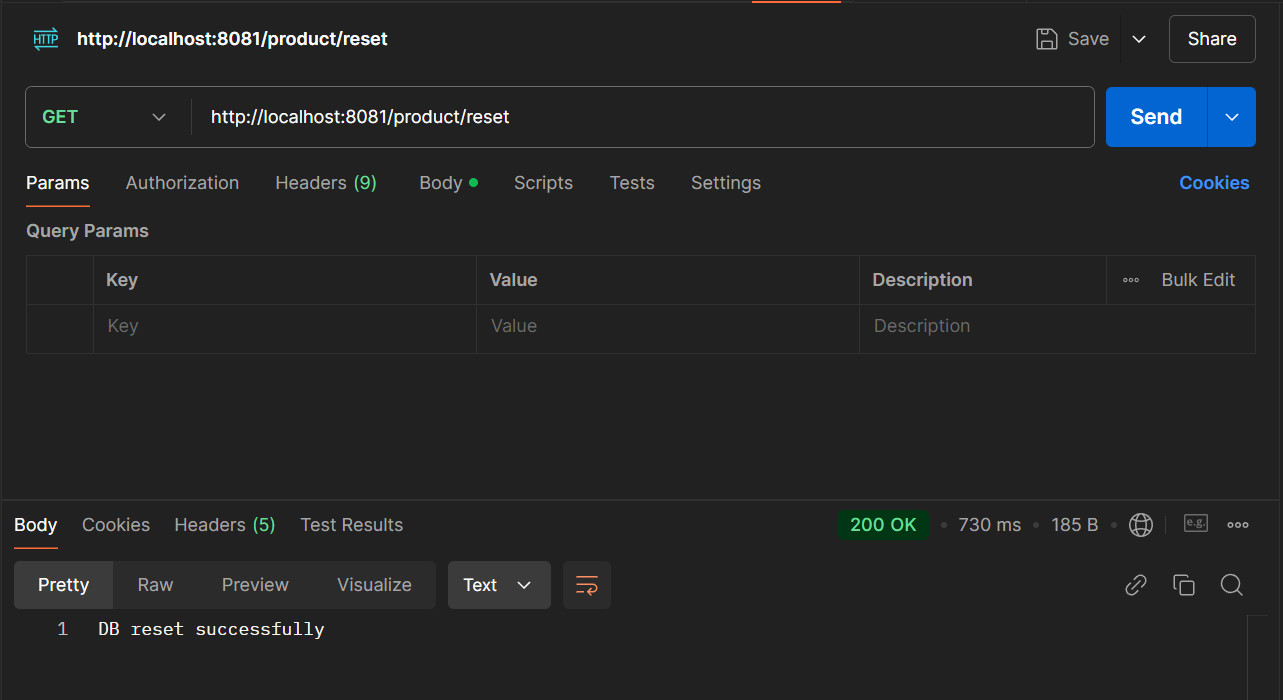 HTTP http://localhost:8081/product/reset Save Share
GET http://localhost:8081/product/reset Send
Params Authorization Headers (9) Body Scripts Tests Settings Cookies
Query Params
Key Value Description Bulk Edit
Key Value Description
Body Cookies Headers (5) Test Results 200 OK • 730 ms • 185 B • e.g.
Pretty Raw Preview Visualize Text
1 DB reset successfully